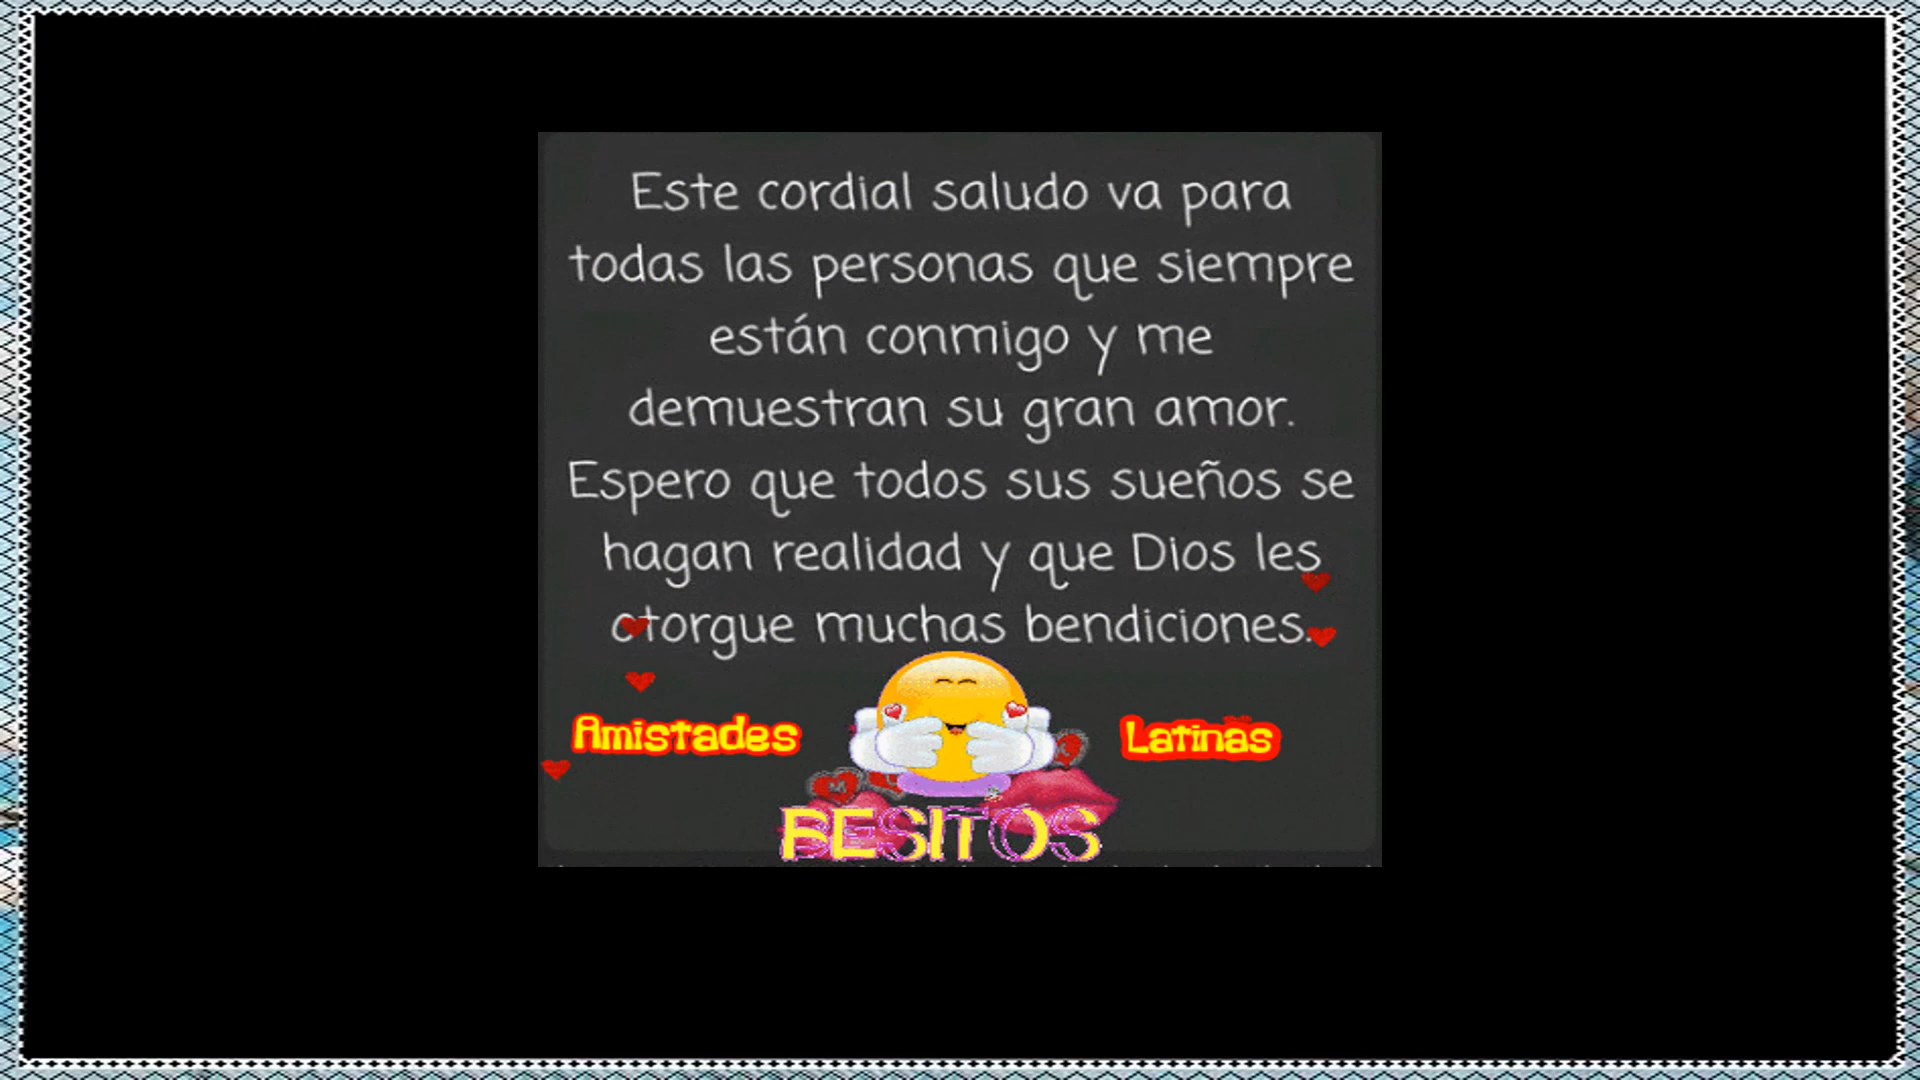 Este cordial saludo va para
todas las personas que siempre
están conmigo y me
demuestran su gran amor.
Espero que todos sus sueños se
hagan realidad y que Dios les
otorgue muchas bendiciones.
Amistades Latinas
BESITOS